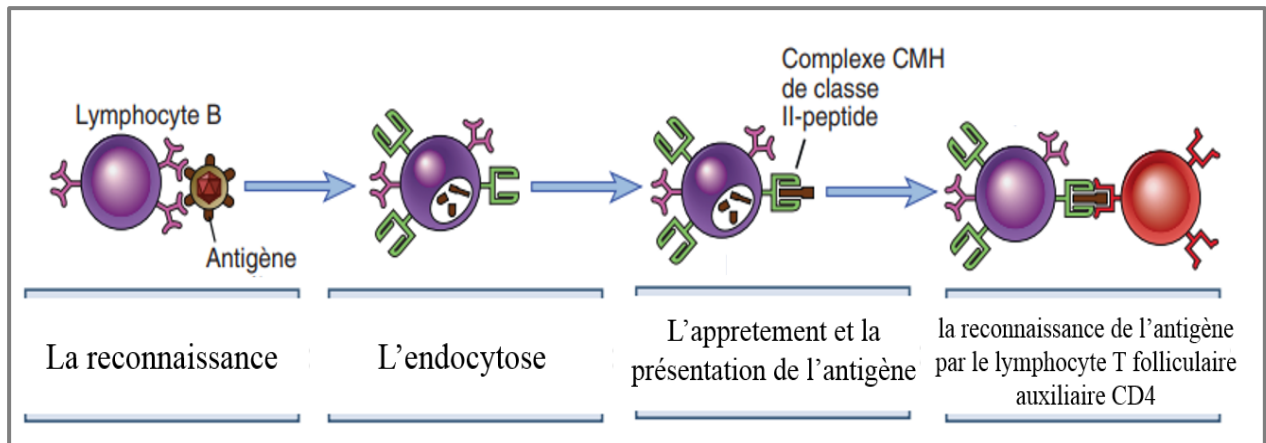 Lymphocyte B
Antigène
Complexe CMH
de classe
II-peptide
La reconnaissance
L’endocytose
L’appretement et la
présentation de l’antigène
la reconnaissance de l’antigène
par le lymphocyte T folliculaire
auxiliaire CD4